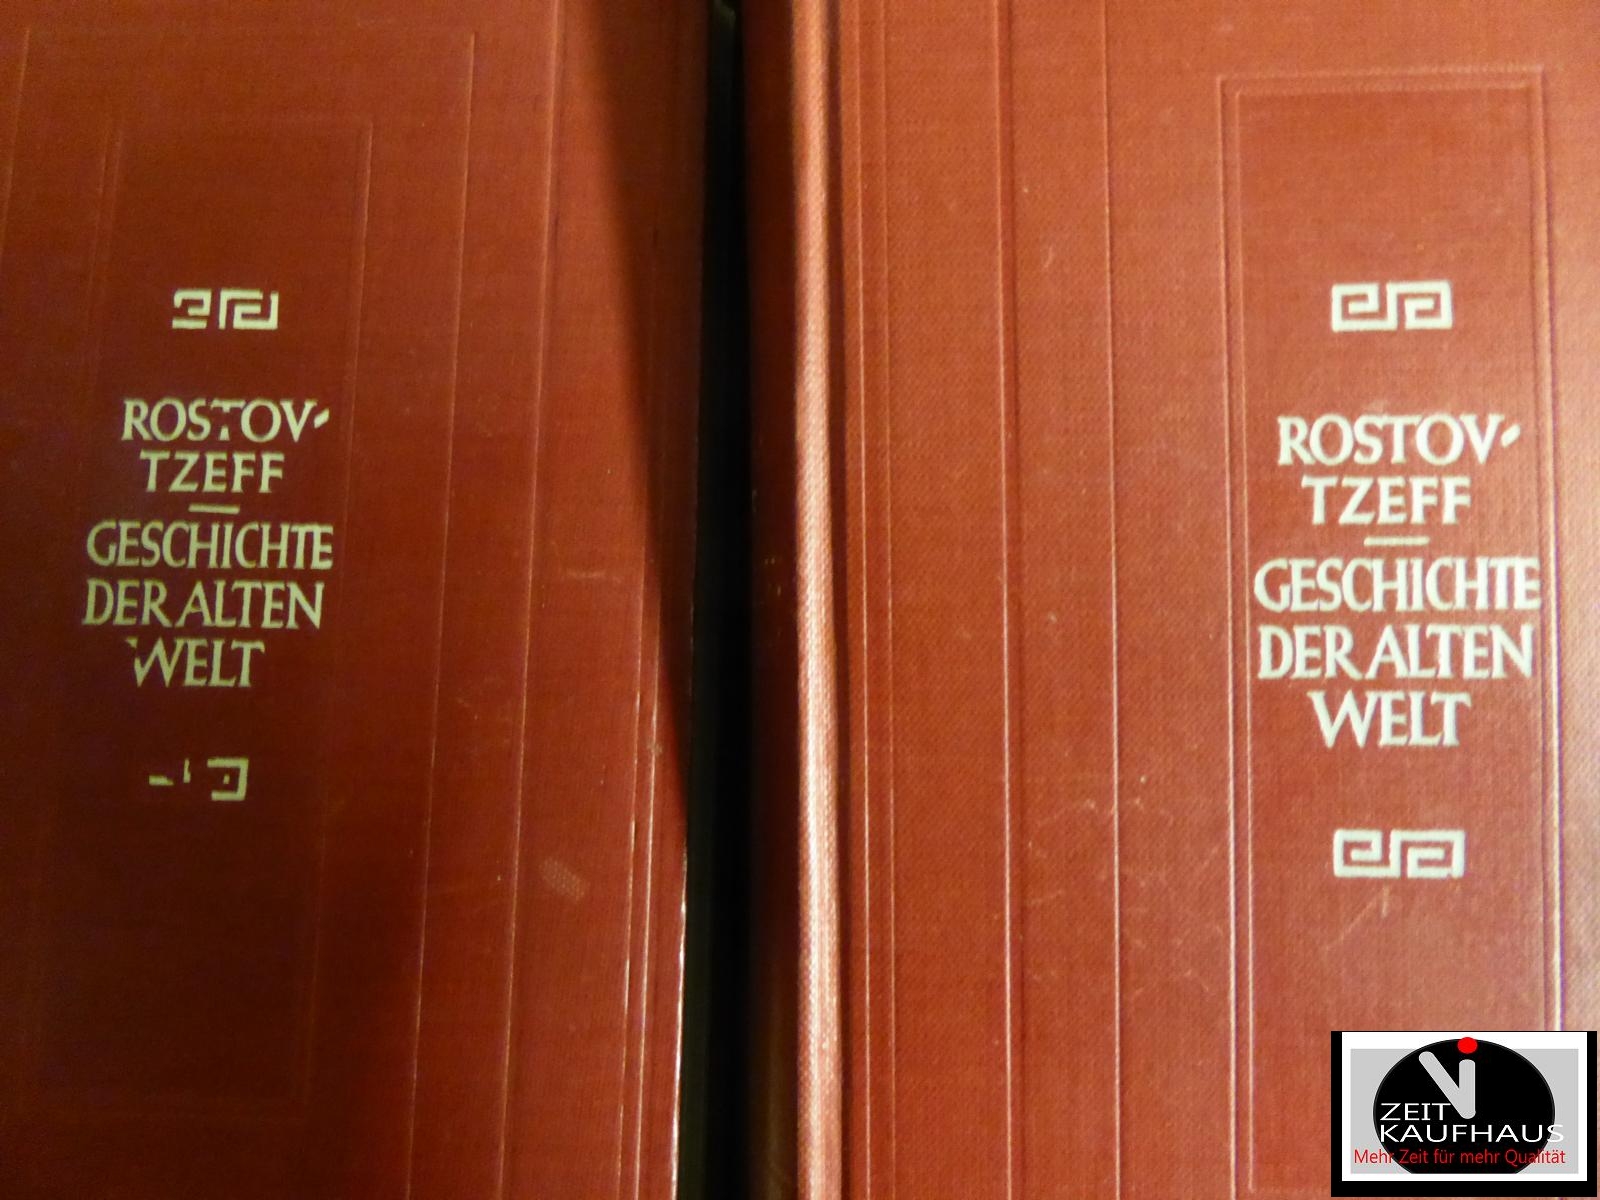 ROSTOV-
TZEFF
GESCHICHTE
DER ALTEN
WELT
ROSTOV-
TZEFF
GESCHICHTE
DER ALTEN
WELT
ZEIT
KAUFHAUS
Mehr Zeit für mehr Qualität